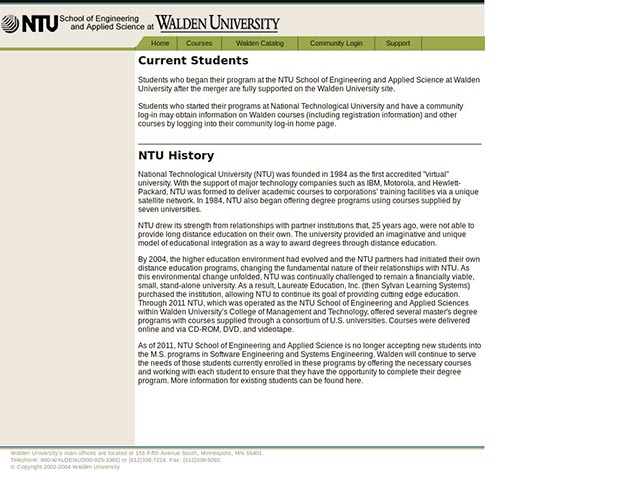 NTU School of Engineering and Applied Science at WALDEN UNIVERSITY
Home Courses Walden Catalog Community Login Support
Current Students
Students who began their program at the NTU School of Engineering and Applied Science at Walden
University after the merger are fully supported on the Walden University site.
Students who started their programs at National Technological University and have a community
log-in may obtain information on Walden courses (including registration information) and other
courses by logging into their community log-in home page.
NTU History
National Technological University (NTU) was founded in 1984 as the first accredited "virtual"
university. With the support of major technology companies such as IBM, Motorola, and Hewlett-
Packard, NTU was formed to deliver academic courses to corporations' training facilities via a unique
satellite network. In 1984, NTU also began offering degree programs using courses supplied by
seven universities.
NTU drew its strength from relationships with partner institutions that, 25 years ago, were not able to
provide long distance education on their own. The university provided an imaginative and unique
model of educational integration as a way to award degrees through distance education.
By 2004, the higher education environment had evolved and the NTU partners had initiated their own
distance education programs, changing the fundamental nature of their relationships with NTU. As
this environmental change unfolded, NTU was continually challenged to remain a financially viable,
small, stand-alone university. As a result, Laureate Education, Inc. (then Sylvan Learning Systems)
purchased the institution, allowing NTU to continue its goal of providing cutting edge education.
Through 2011 NTU, which was operated as the NTU School of Engineering and Applied Sciences
within Walden University's College of Management and Technology, offered several master's degree
programs with courses supplied through a consortium of U.S. universities. Courses were delivered
online and via CD-ROM, DVD, and videotape.
As of 2011, NTU School of Engineering and Applied Science is no longer accepting new students into
the M.S. programs in Software Engineering and Systems Engineering. Walden will continue to serve
the needs of those students currently enrolled in these programs by offering the necessary courses
and working with each student to ensure that they have the opportunity to complete their degree
program. More information for existing students can be found here.
Walden University's main offices are located at 155 Fifth Avenue South, Minneapolis, MN 55401.
Telephone: 800-WALDENU(800-925-3368) or (612)338-7224. Fax: (612)338-5092.
© Copyright 2002-2004 Walden University